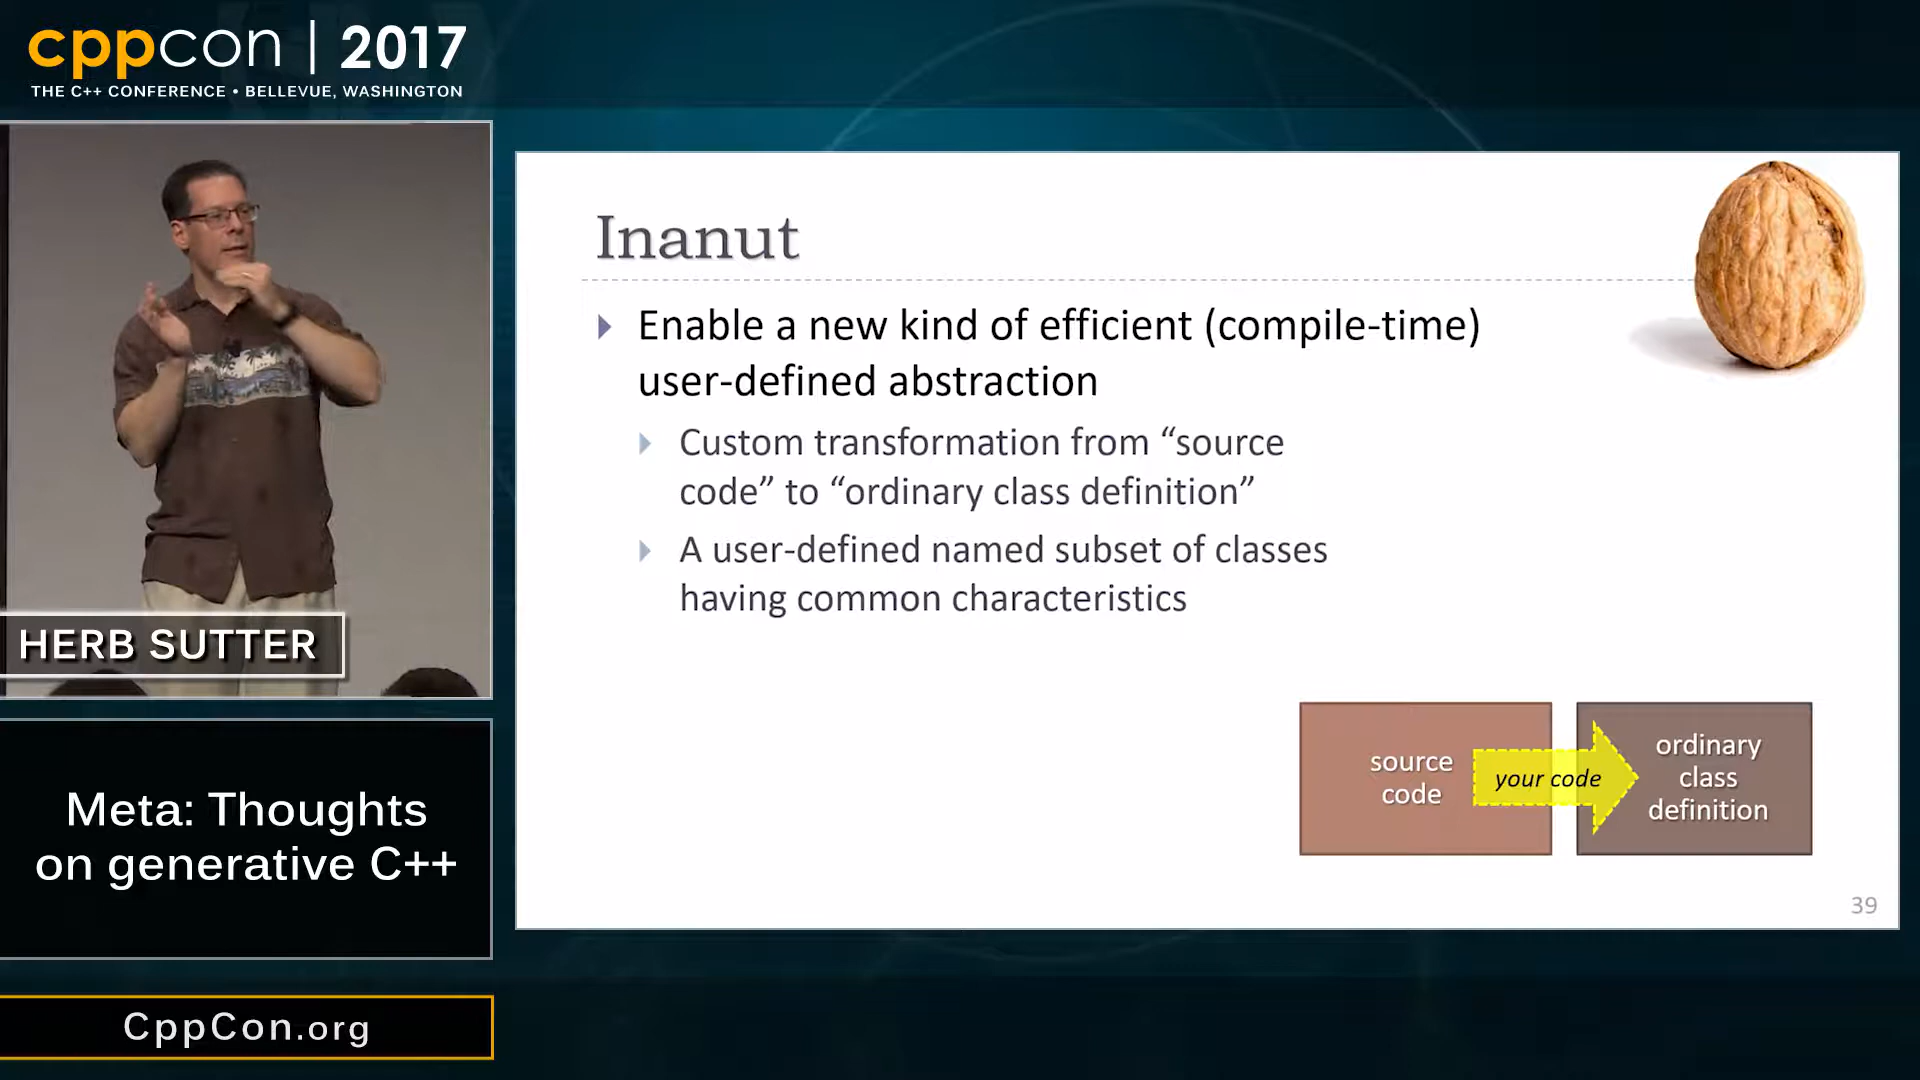 cppcon | 2017
THE C++ CONFERENCE • BELLEVUE, WASHINGTON
HERB SUTTER
Meta: Thoughts
on generative C++
CppCon.org
Inanut
Enable a new kind of efficient (compile-time)
user-defined abstraction
Custom transformation from “source
code” to “ordinary class definition”
A user-defined named subset of classes
having common characteristics
source
code
your code
ordinary
class
definition
39